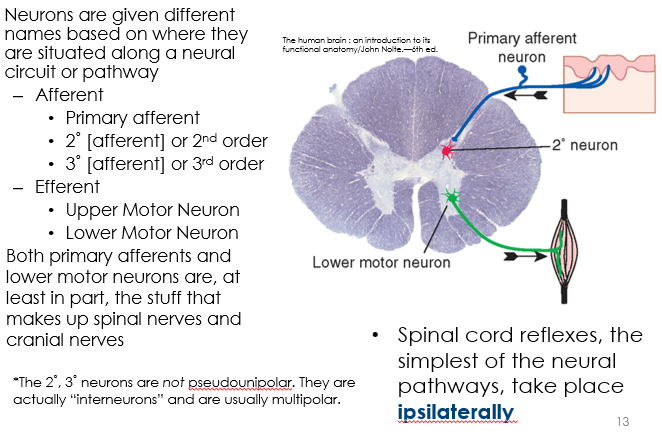 Neurons are given different
names based on where they
are situated along a neural
circuit or pathway
– Afferent
• Primary afferent
• 2˚ [afferent] or 2nd order
• 3˚ [afferent] or 3rd order
– Efferent
• Upper Motor Neuron
• Lower Motor Neuron
Both primary afferents and
lower motor neurons are, at
least in part, the stuff that
makes up spinal nerves and
cranial nerves
*The 2˚, 3˚ neurons are not pseudounipolar. They are
actually “interneurons” and are usually multipolar.
The human brain : an introduction to its
functional anatomy/John Nolte.—6th ed.
Primary afferent
neuron
2˚ neuron
Lower motor neuron
• Spinal cord reflexes, the
simplest of the neural
pathways, take place
ipsilaterally
13